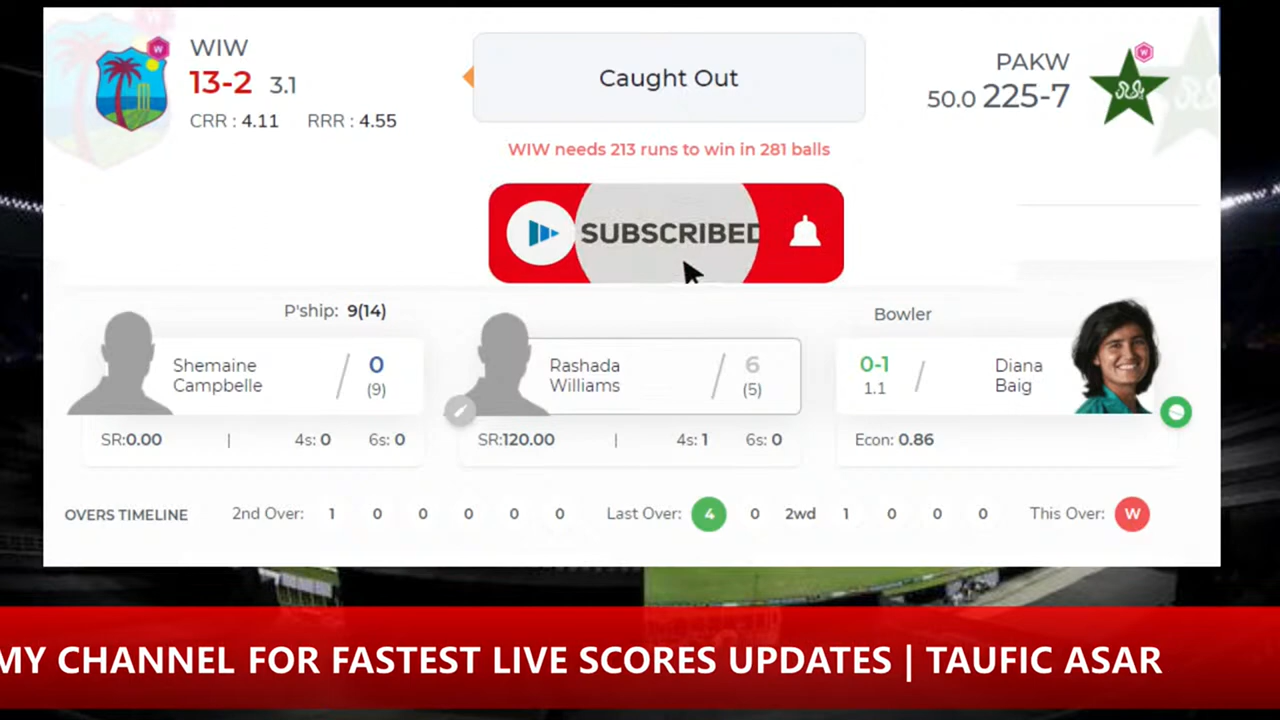 WIW
13-2 3.1
CRR : 4.11 RRR : 4.55
Caught Out
WIW needs 213 runs to win in 281 balls
PAKW
50.0 225-7
W
W
W
SUBSCRIBED
P'ship: 9(14)
Bowler
Shemaine
Campbelle
0
(9)
Rashada
Williams
6
(5)
0-1
1.1
Diana
Baig
SR:0.00 | 4s: 0 6s: 0
SR:120.00 | 4s: 1 6s: 0
Econ: 0.86
OVERS TIMELINE 2nd Over: 1 0 0 0 0 0 Last Over: 4 0 2wd 1 0 0 0 This Over: W
MY CHANNEL FOR FASTEST LIVE SCORES UPDATES | TAUFIC ASAR